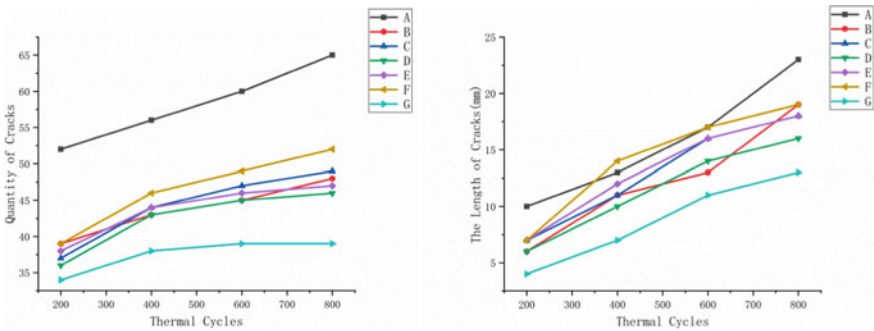 A
B
C
D
E
F
G
65
60
55
50
45
40
35
Quantity of Cracks
200 300 400 500 600 700 800
Thermal Cycles
A
B
C
D
E
F
G
25
20
15
10
5
The Length of Cracks(mm)
200 300 400 500 600 700 800
Thermal Cycles